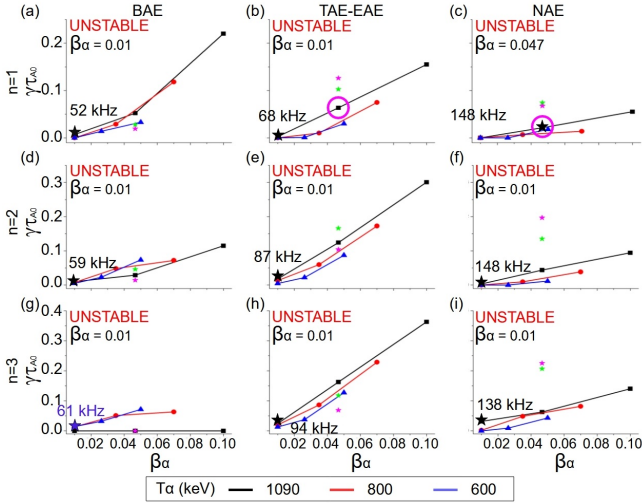 (a) BAE (b) TAE-EAE (c) NAE
UNSTABLE UNSTABLE UNSTABLE
βα = 0.01 βα = 0.01 βα = 0.047
n=1 γτA0 0.2 0.1 0.0
52 kHz 68 kHz 148 kHz
(d) (e) (f)
UNSTABLE UNSTABLE UNSTABLE
βα = 0.01 βα = 0.01 βα = 0.01
n=2 γτA0 0.3 0.2 0.1 0.0
59 kHz 87 kHz 148 kHz
(g) (h) (i)
UNSTABLE UNSTABLE UNSTABLE
βα = 0.01 βα = 0.01 βα = 0.01
n=3 γτA0 0.4 0.3 0.2 0.1 0.0
61 kHz 94 kHz 138 kHz
0.02 0.04 0.06 0.08 0.10 0.02 0.04 0.06 0.08 0.10 0.02 0.04 0.06 0.08 0.10
βα βα βα
Tα (keV) 1090 800 600